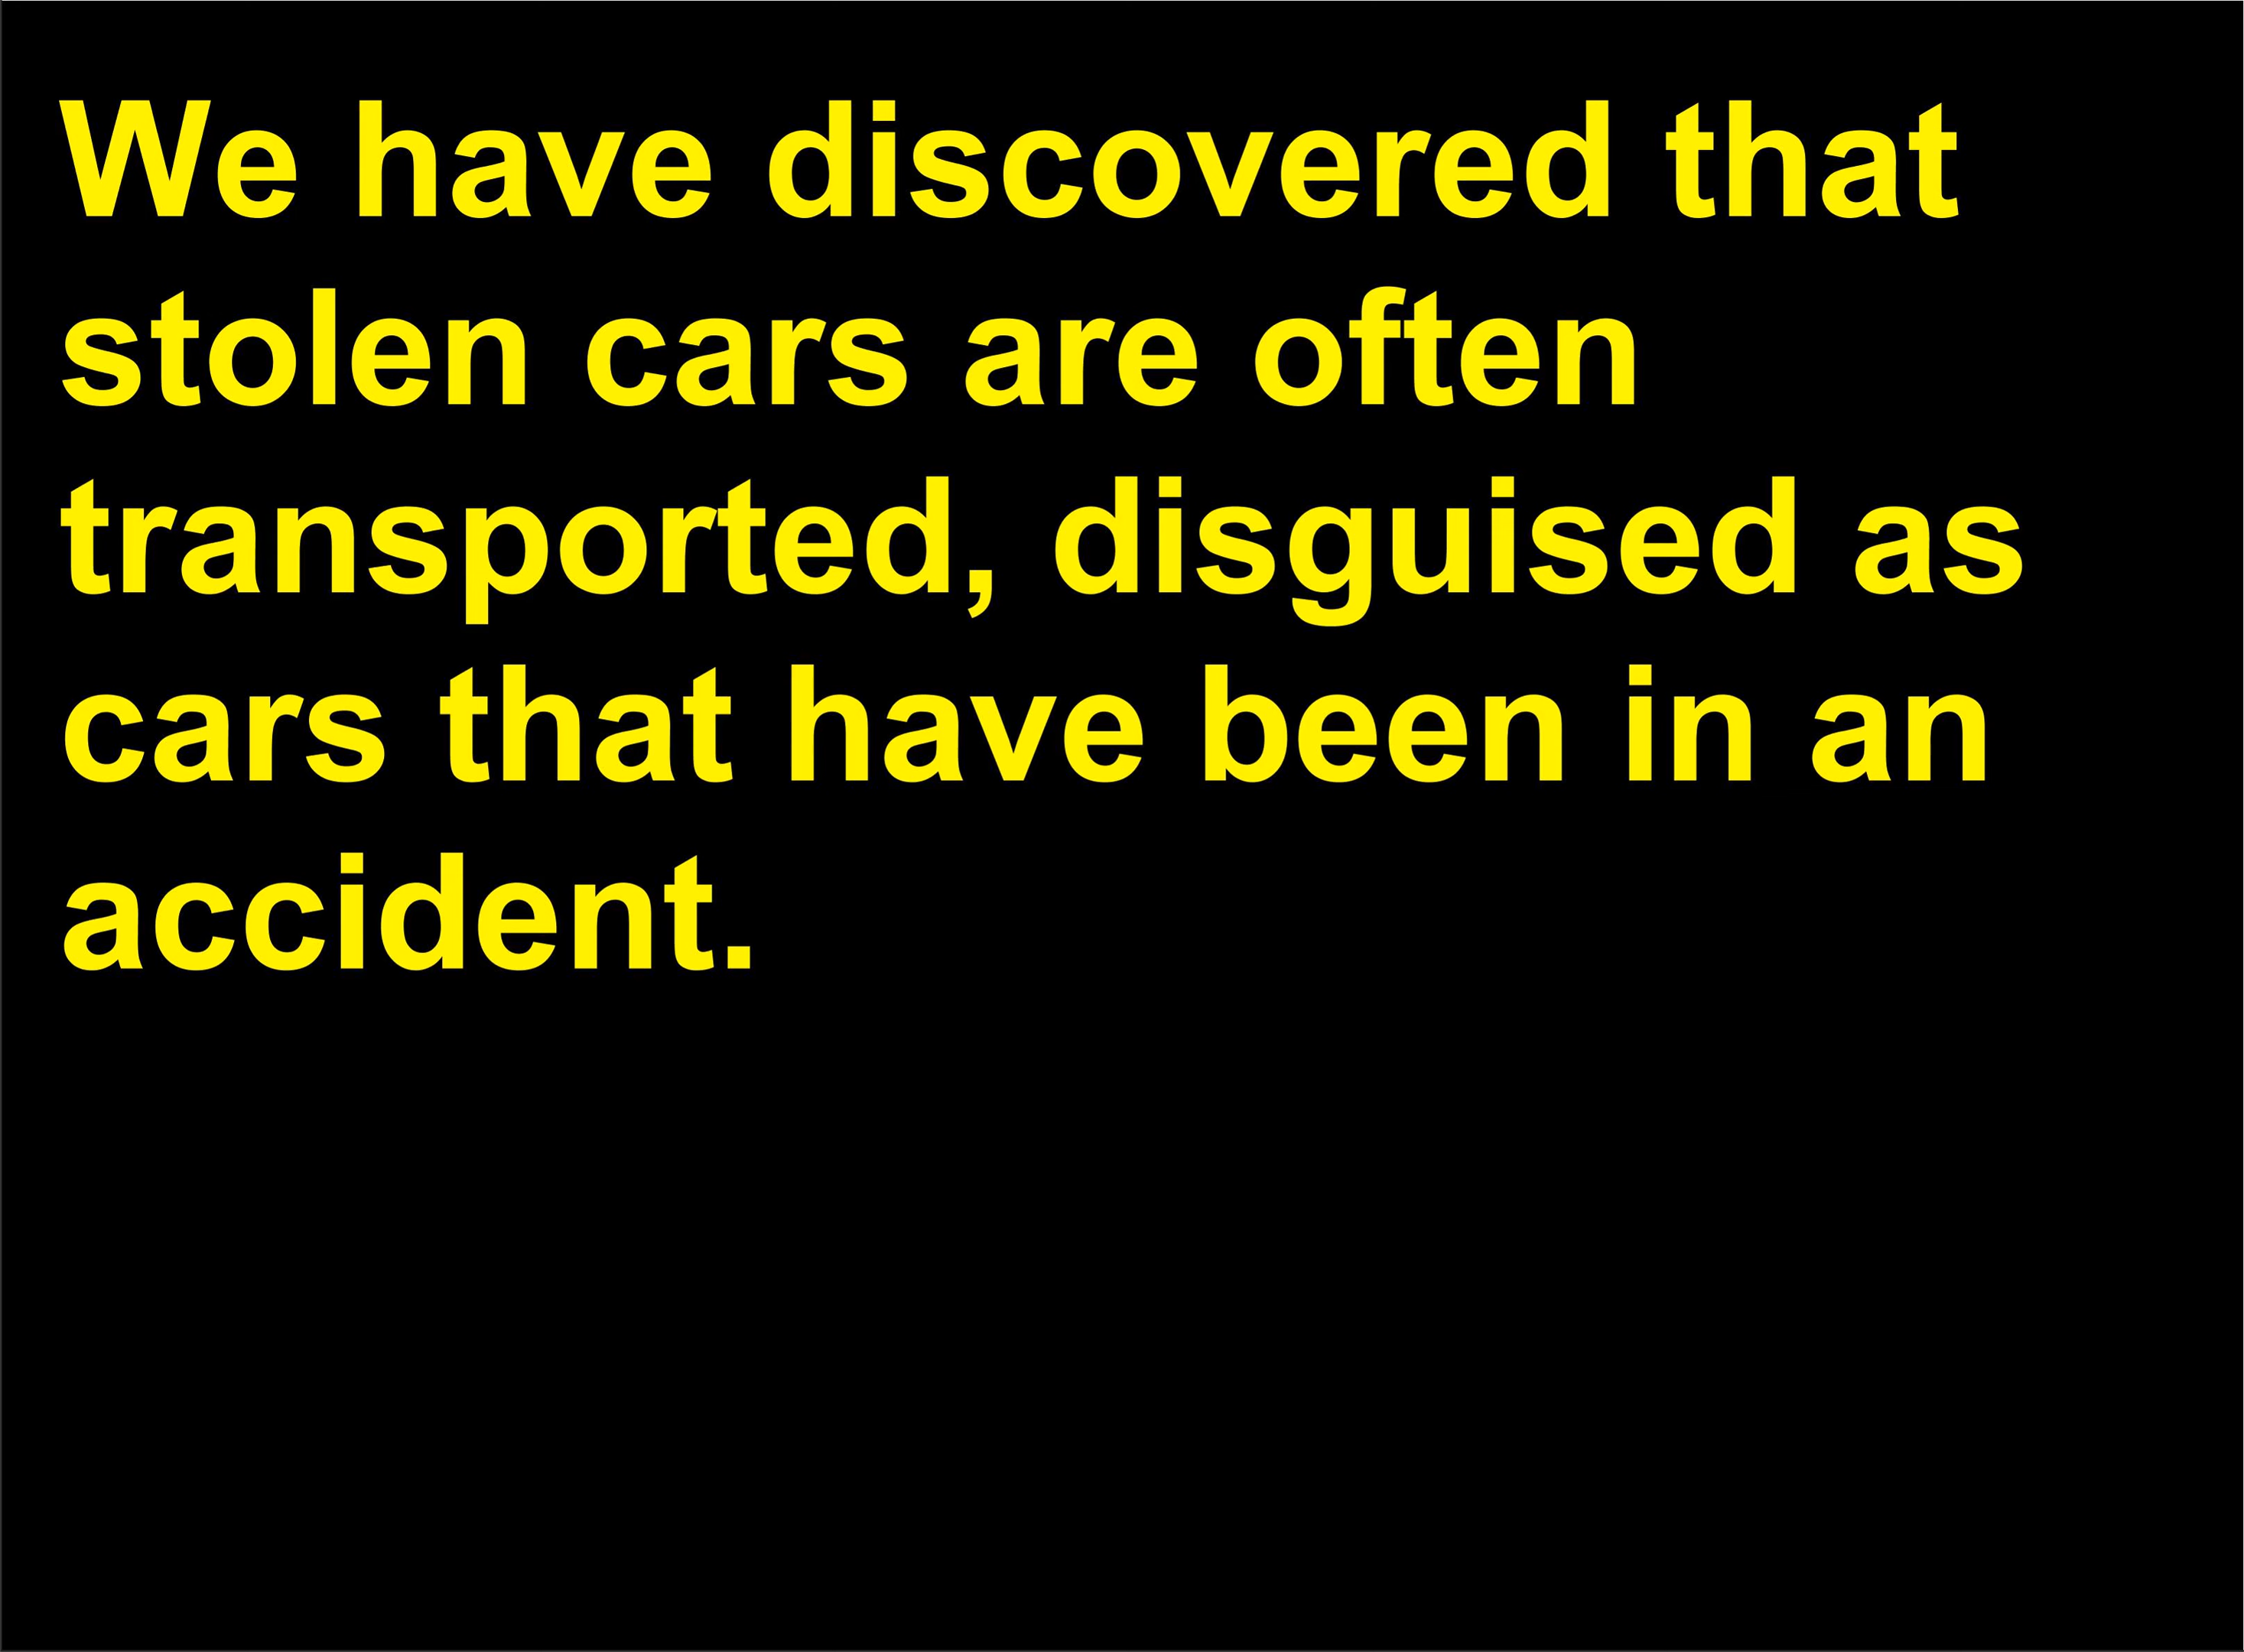 We have discovered that
stolen cars are often
transported, disguised as
cars that have been in an
accident.